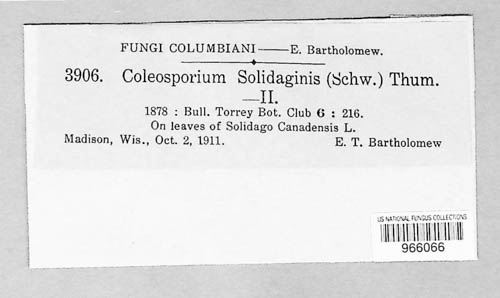 FUNGI COLUMBIANI——E. Bartholomew.
3906. Coleosporium Solidaginis (Schw.) Thum.
—II.
1878 : Bull. Torrey Bot. Club 6 : 216.
On leaves of Solidago Canadensis L.
Madison, Wis., Oct. 2, 1911. E. T. Bartholomew
US NATIONAL FUNGUS COLLECTIONS
966066